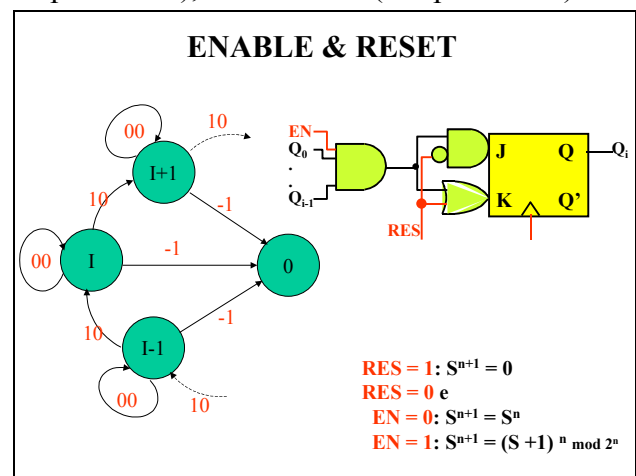 ENABLE & RESET
00
10
I+1
10
-1
00
I
-1
0
10
-1
I-1
00
10
EN
Q0
.
.
Qi-1
RES
J
Q
Qi
K
Q’
RES = 1: Sⁿ⁺¹ = 0
RES = 0 e
EN = 0: Sⁿ⁺¹ = Sⁿ
EN = 1: Sⁿ⁺¹ = (S +1) ⁿ mod 2ⁿ